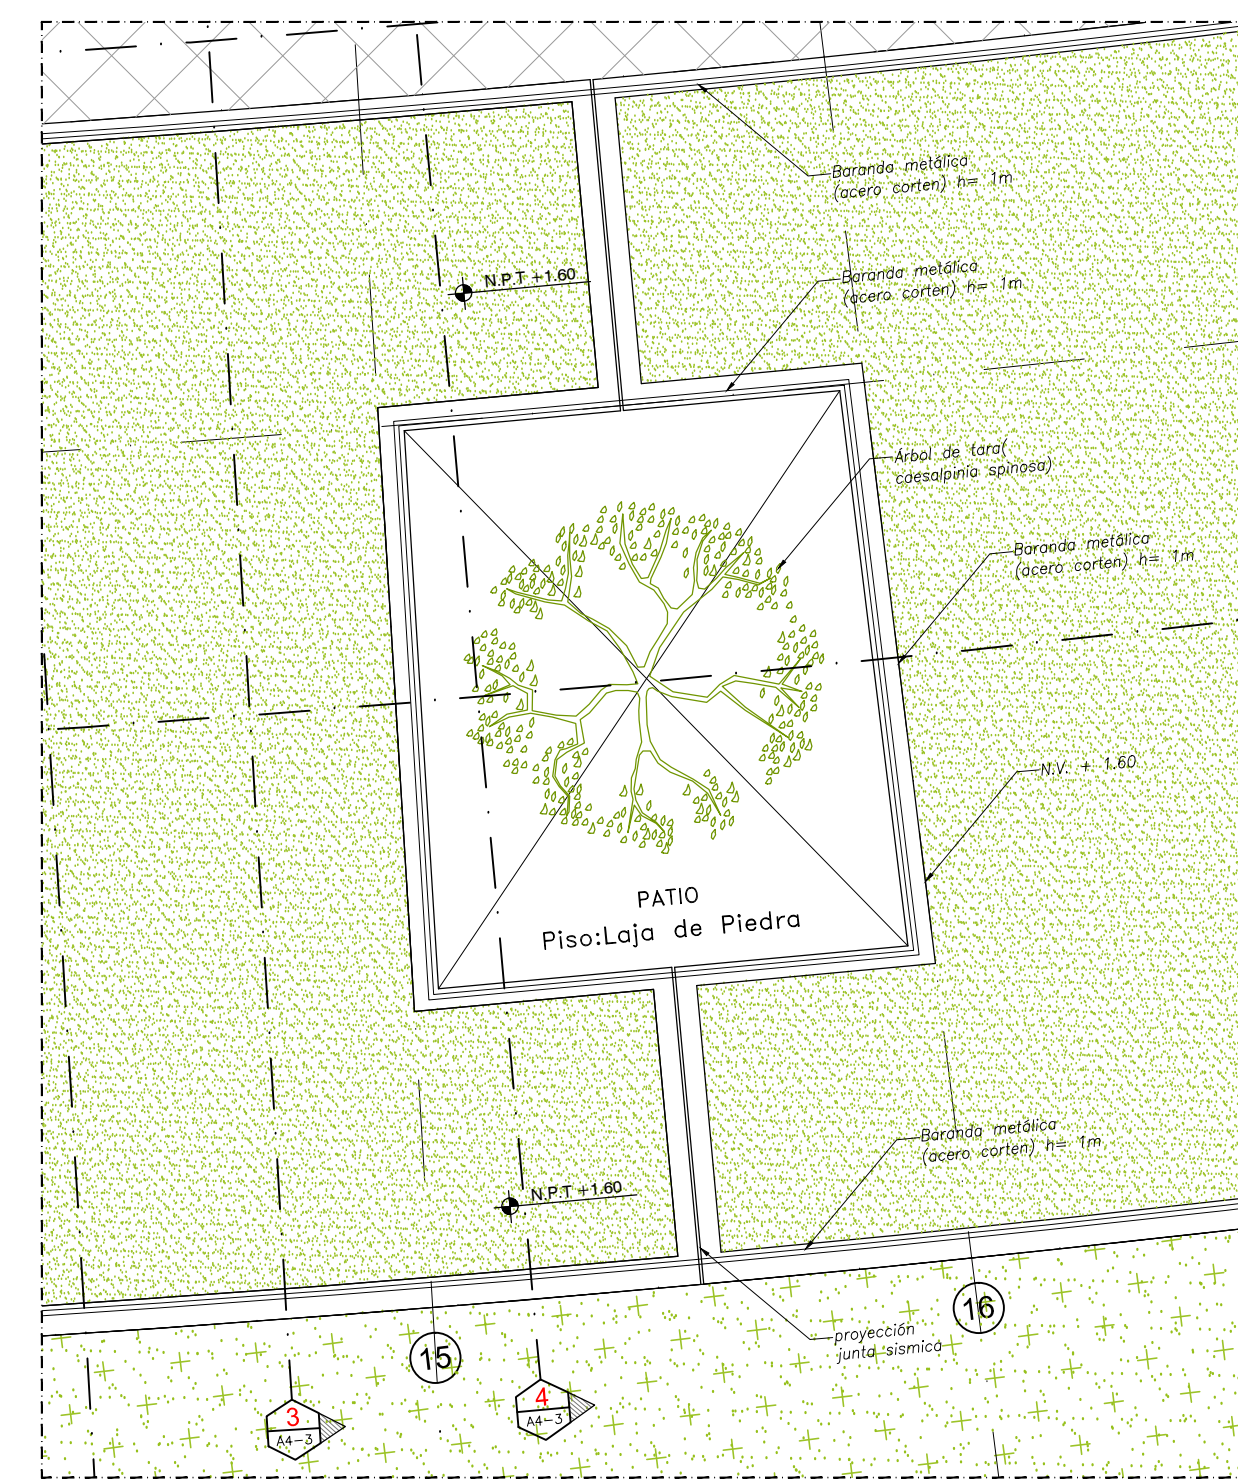 Baranda metálica
(acero corten) h= 1m
Baranda metálica
(acero corten) h= 1m
N.P.T +1.60
Arbol de tara(
caesalpinia spinosa)
Baranda metálica
(acero corten) h= 1m
N.V. + 1.60
PATIO
Piso:Laja de Piedra
Baranda metálica
(acero corten) h= 1m
N.P.T +1.60
16
proyección
junta sismica
15
3
A4-3
4
A4-3